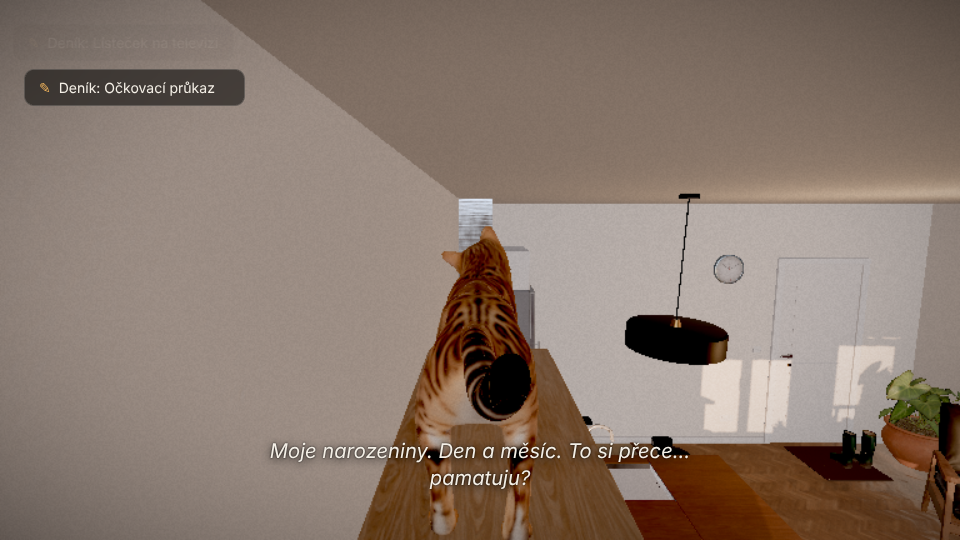 Deník: Lísteček na televizi
Deník: Očkovací průkaz
Moje narozeniny. Den a měsíc. To si přece...
pamatuju?